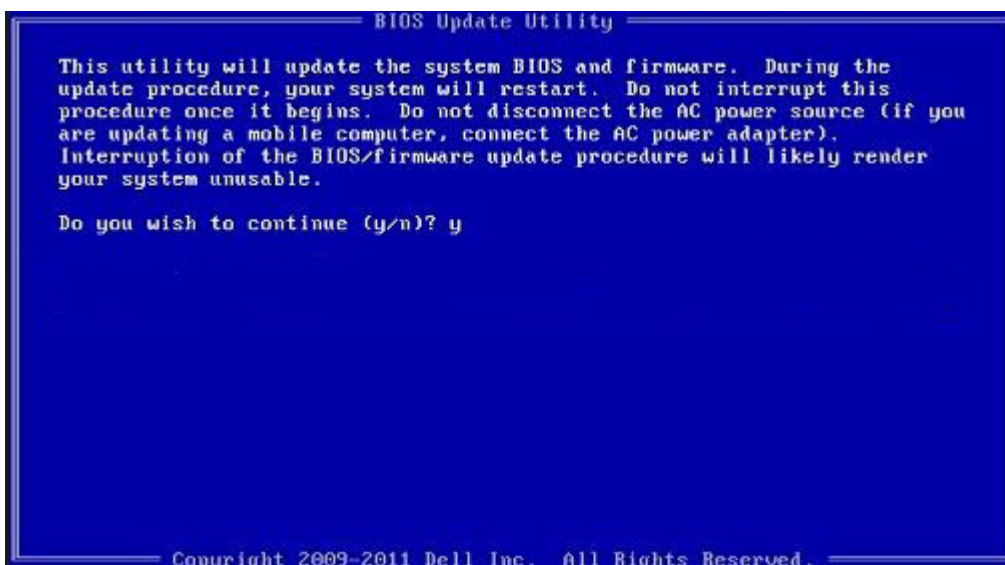 BIOS Update Utility
This utility will update the system BIOS and firmware. During the
update procedure, your system will restart. Do not interrupt this
procedure once it begins. Do not disconnect the AC power source (if you
are updating a mobile computer, connect the AC power adapter).
Interruption of the BIOS/firmware update procedure will likely render
your system unusable.
Do you wish to continue (y/n)? y
Copyright 2009-2011 Dell Inc. All Rights Reserved.